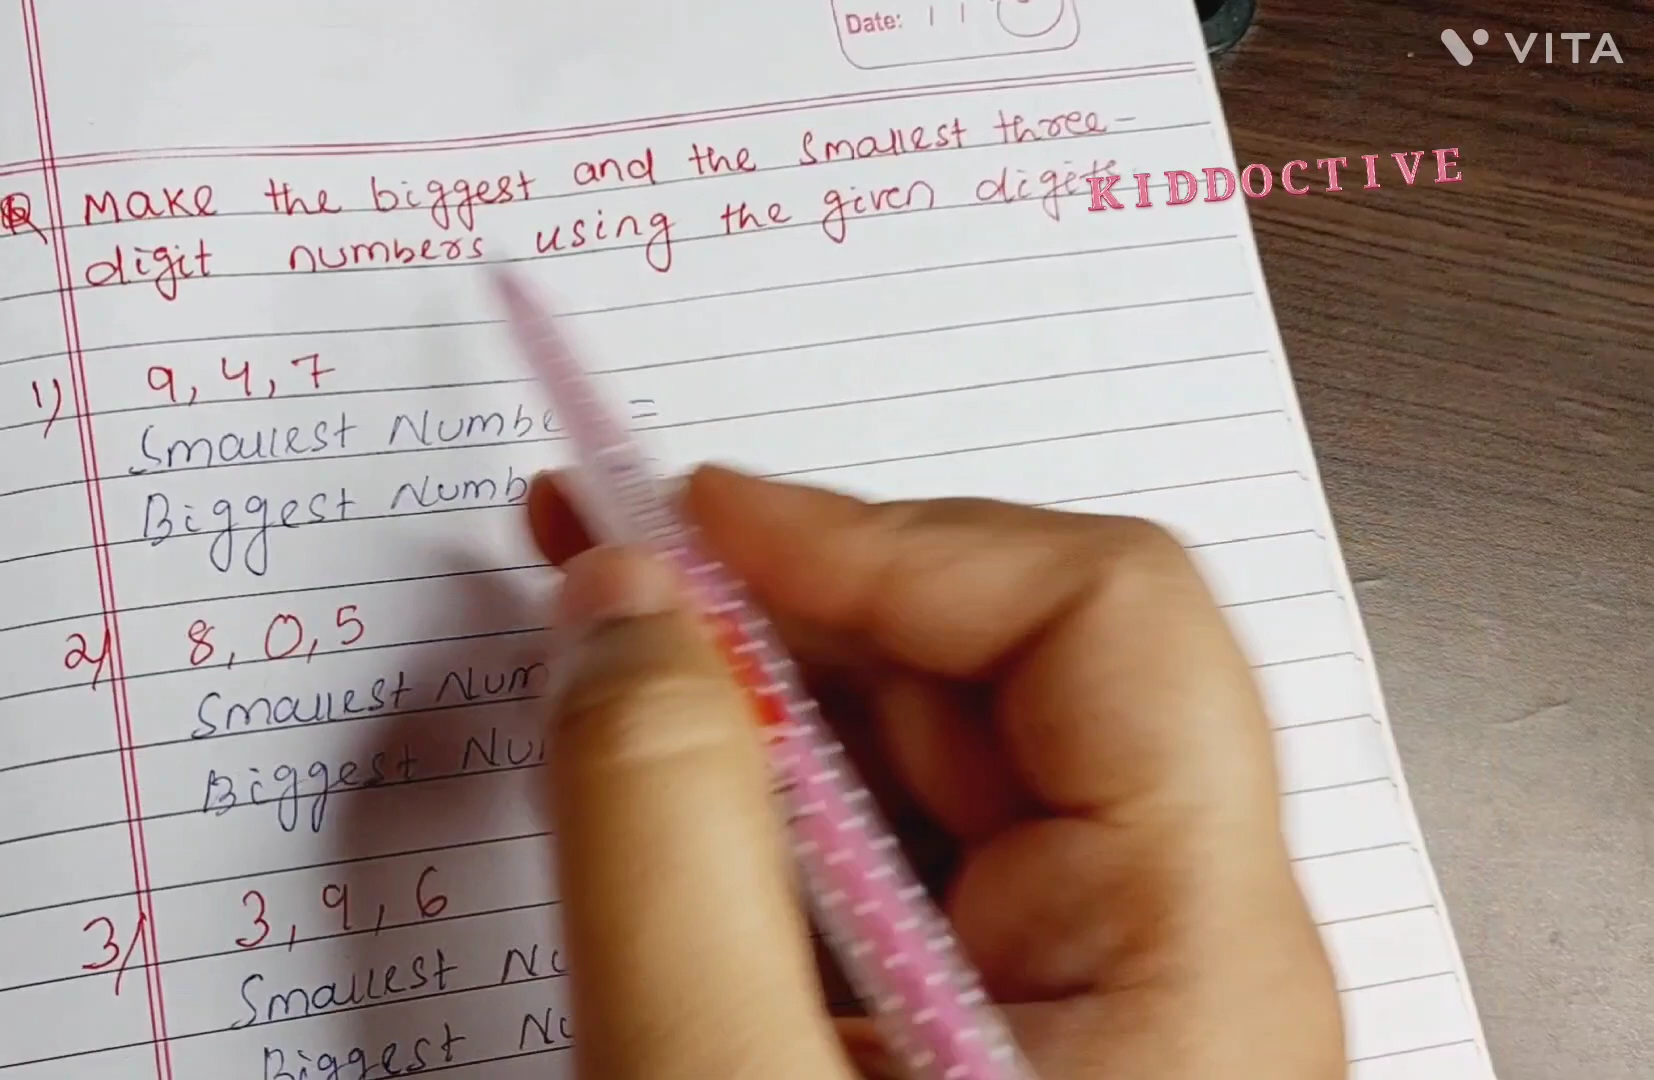 Date:
VITA
Q Make the biggest and the smallest three-
digit numbers using the given digits
KIDDOCTIVE
1) 9, 4, 7
Smallest Numbe =
Biggest Numb
2) 8, 0, 5
Smallest Num
Biggest Nu
3) 3, 9, 6
Smallest Nu
Biggest Nu